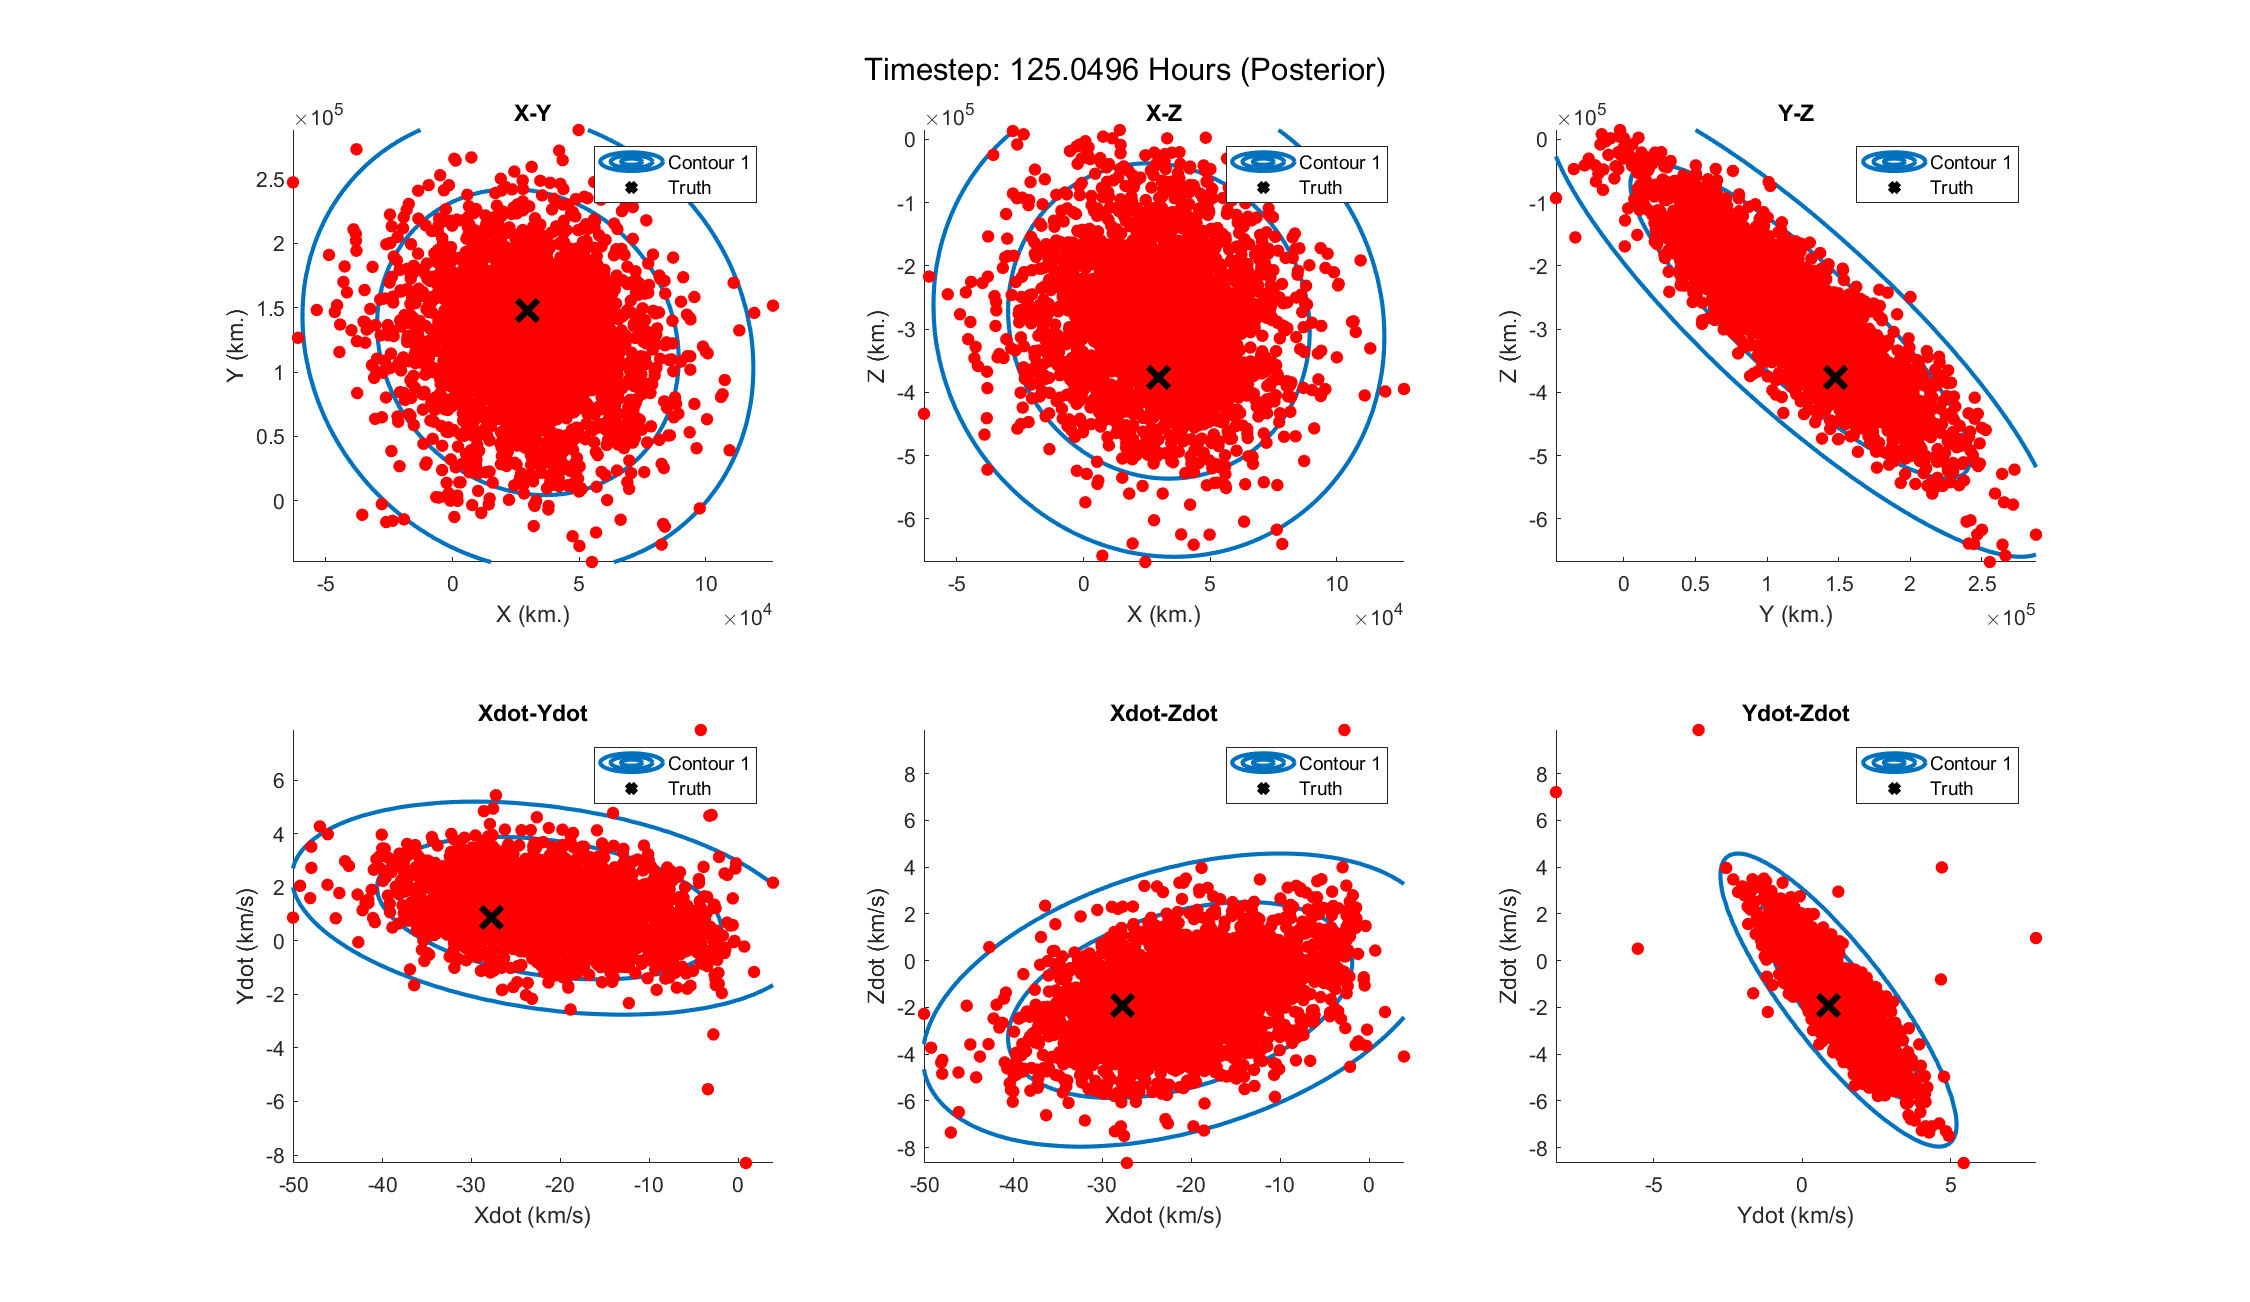 Timestep: 125.0496 Hours (Posterior)
X-Y
×10^5
2.5
2
1.5
1
0.5
0
Y (km.)
-5 0 5 10
X (km.)
×10^4
Contour 1
Truth
X-Z
×10^5
0
-1
-2
-3
-4
-5
-6
Z (km.)
-5 0 5 10
X (km.)
×10^4
Contour 1
Truth
Y-Z
×10^5
0
-1
-2
-3
-4
-5
-6
Z (km.)
0 0.5 1 1.5 2 2.5
Y (km.)
×10^5
Contour 1
Truth
Xdot-Ydot
6
4
2
0
-2
-4
-6
-8
Ydot (km/s)
-50 -40 -30 -20 -10 0
Xdot (km/s)
Contour 1
Truth
Xdot-Zdot
8
6
4
2
0
-2
-4
-6
-8
Zdot (km/s)
-50 -40 -30 -20 -10 0
Xdot (km/s)
Contour 1
Truth
Ydot-Zdot
8
6
4
2
0
-2
-4
-6
-8
Zdot (km/s)
-5 0 5
Ydot (km/s)
Contour 1
Truth